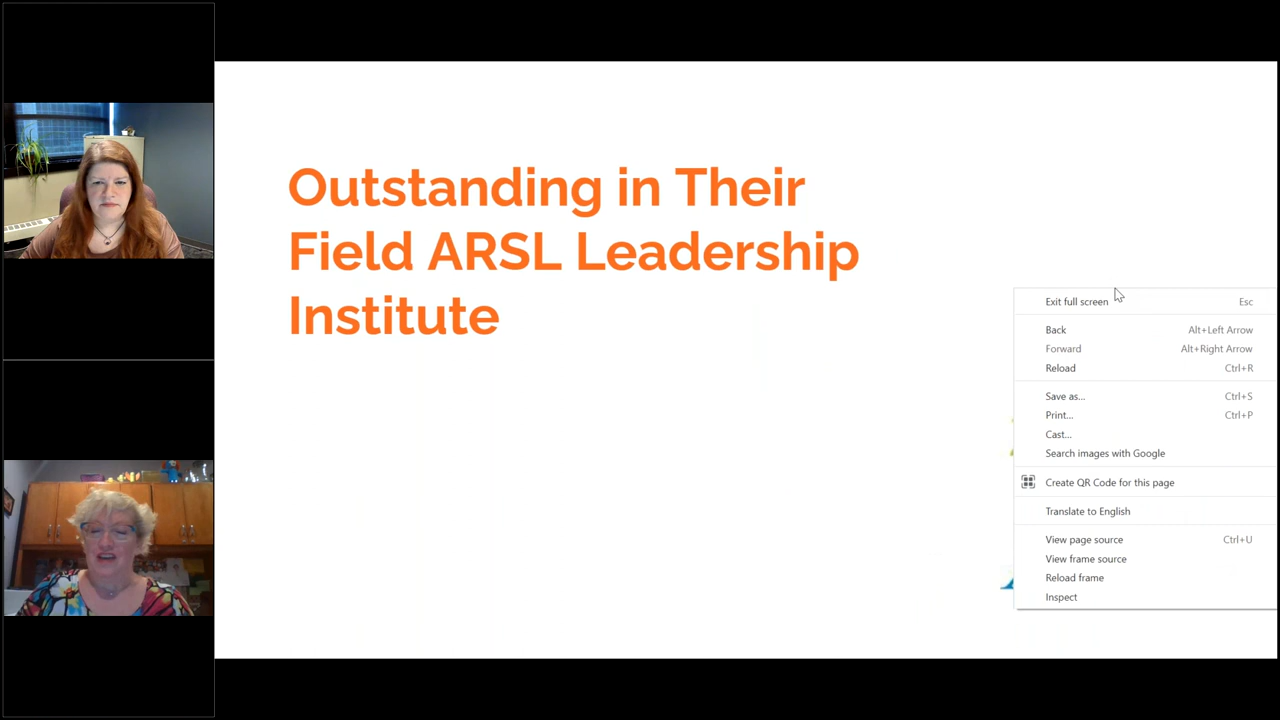 Outstanding in Their
Field ARSL Leadership
Institute
Exit full screen Esc
Back Alt+Left Arrow
Forward Alt+Right Arrow
Reload Ctrl+R
Save as... Ctrl+S
Print... Ctrl+P
Cast...
Search images with Google
Create QR Code for this page
Translate to English
View page source Ctrl+U
View frame source
Reload frame
Inspect